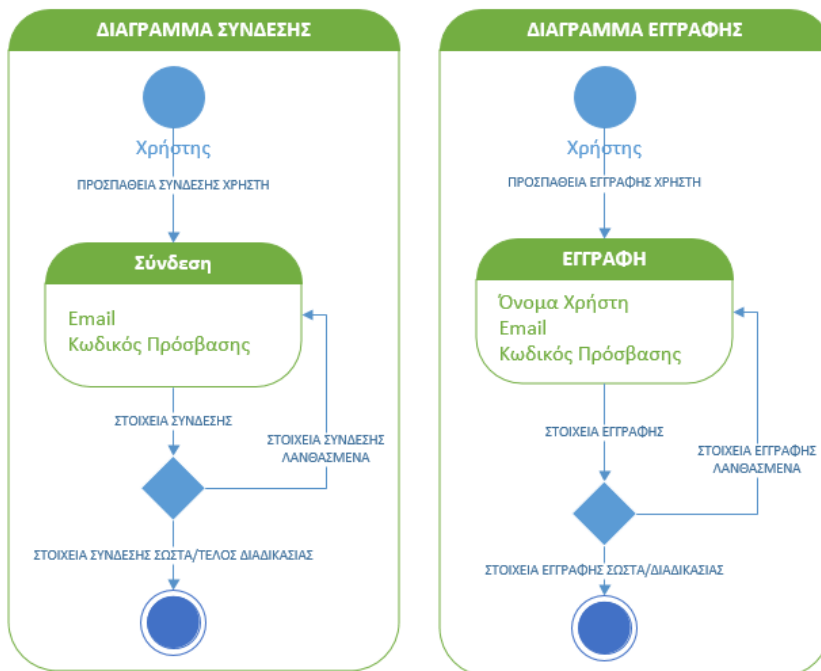 ΔΙΑΓΡΑΜΜΑ ΣΥΝΔΕΣΗΣ
Χρήστης
ΠΡΟΣΠΑΘΕΙΑ ΣΥΝΔΕΣΗΣ ΧΡΗΣΤΗ
Σύνδεση
Email
Κωδικός Πρόσβασης
ΣΤΟΙΧΕΙΑ ΣΥΝΔΕΣΗΣ
ΣΤΟΙΧΕΙΑ ΣΥΝΔΕΣΗΣ
ΛΑΝΘΑΣΜΕΝΑ
ΣΤΟΙΧΕΙΑ ΣΥΝΔΕΣΗΣ ΣΩΣΤΑ/ΤΕΛΟΣ ΔΙΑΔΙΚΑΣΙΑΣ
ΔΙΑΓΡΑΜΜΑ ΕΓΓΡΑΦΗΣ
Χρήστης
ΠΡΟΣΠΑΘΕΙΑ ΕΓΓΡΑΦΗΣ ΧΡΗΣΤΗ
ΕΓΓΡΑΦΗ
Όνομα Χρήστη
Email
Κωδικός Πρόσβασης
ΣΤΟΙΧΕΙΑ ΕΓΓΡΑΦΗΣ
ΣΤΟΙΧΕΙΑ ΕΓΓΡΑΦΗΣ
ΛΑΝΘΑΣΜΕΝΑ
ΣΤΟΙΧΕΙΑ ΕΓΓΡΑΦΗΣ ΣΩΣΤΑ/ΔΙΑΔΙΚΑΣΙΑΣ